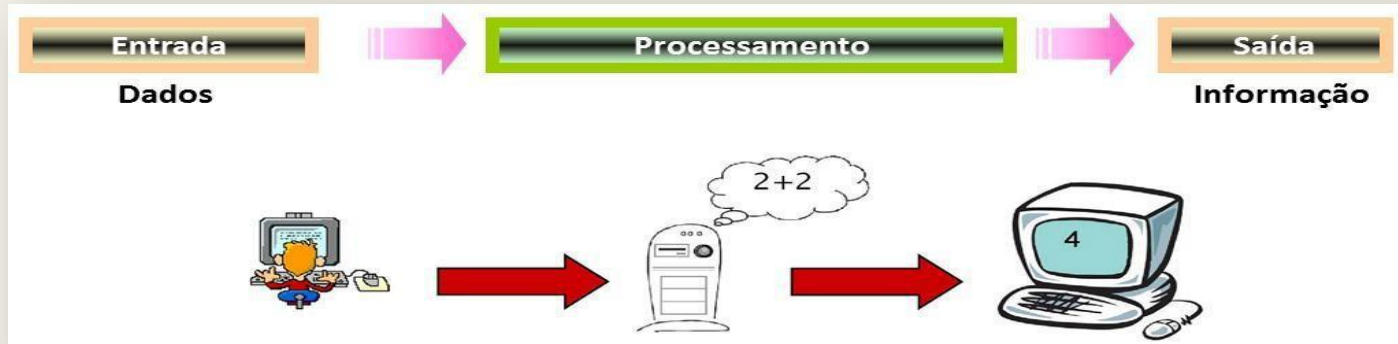 Entrada
Processamento
Saída
Dados
Informação
2+2
4